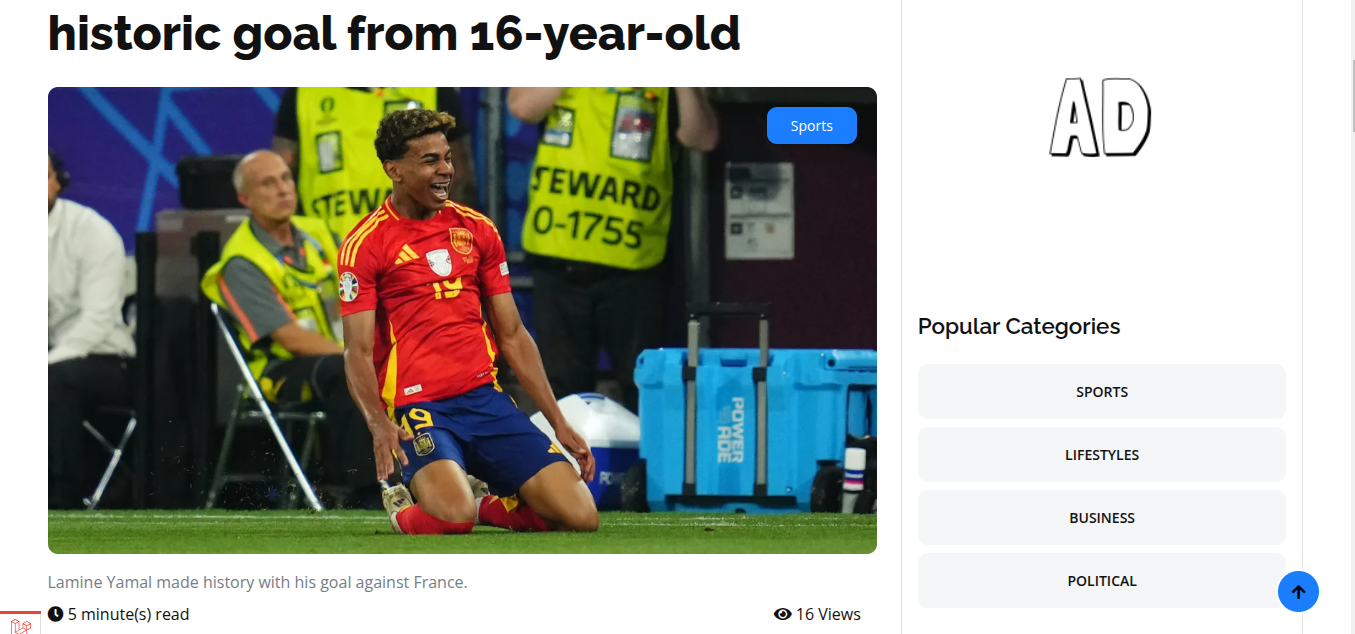 historic goal from 16-year-old
Sports
STEWARD
0-1755
19
19
POWER
ADE
Lamine Yamal made history with his goal against France.
5 minute(s) read
16 Views
AD
Popular Categories
SPORTS
LIFESTYLES
BUSINESS
POLITICAL